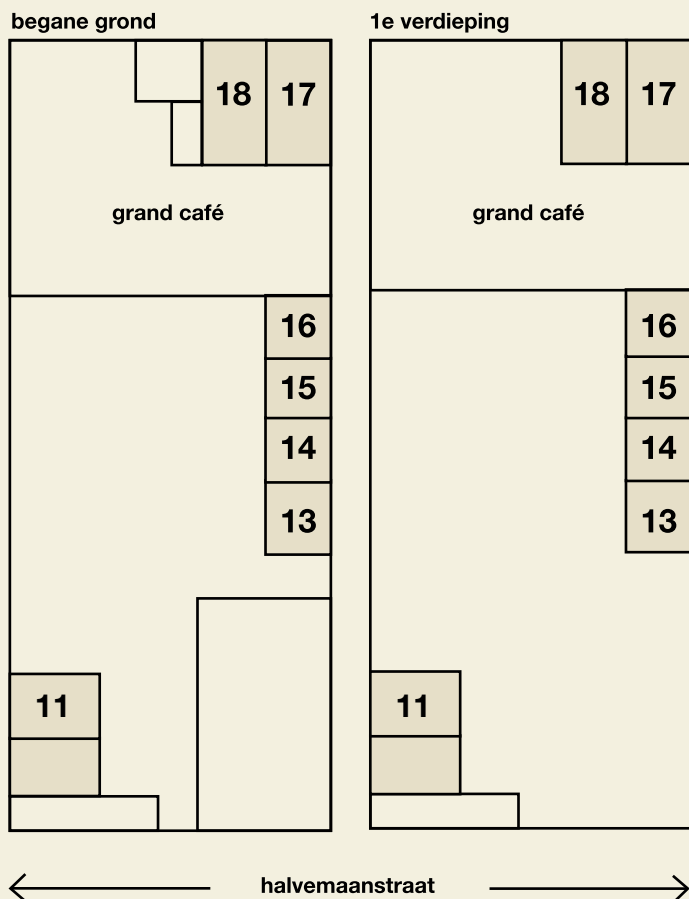 begane grond
18 17
grand café
16
15
14
13
11
1e verdieping
18 17
grand café
16
15
14
13
11
halvemaanstraat